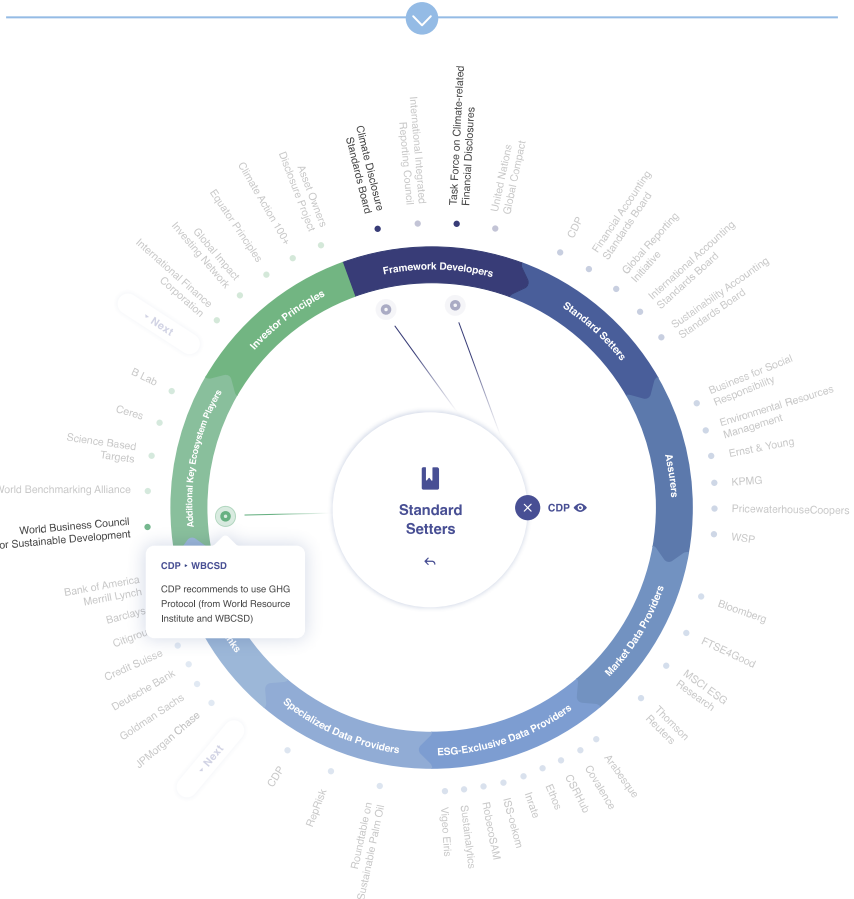 Climate Disclosure
Standards Board
International Integrated
Reporting Council
Task Force on Climate-related
Financial Disclosures
United Nations
Global Compact
Framework Developers
CDP
Financial Accounting
Standards Board
Global Reporting
Initiative
International Accounting
Standards Board
Sustainability Accounting
Standards Board
Standard Setters
Business for Social
Responsibility
Environmental Resources
Management
Ernst & Young
KPMG
PricewaterhouseCoopers
WSP
Assurers
Bloomberg
FTSE4Good
MSCI ESG
Research
Thomson
Reuters
Market Data Providers
Arabesque
Covalence
CSRHub
Ethos
Inrate
ISS-oekom
RobecoSAM
Sustainalytics
Vigeo Eiris
ESG-Exclusive Data Providers
Roundtable on
Sustainable Palm Oil
RepRisk
CDP
Specialized Data Providers
• Next
JPMorgan Chase
Goldman Sachs
Deutsche Bank
Credit Suisse
Barclays
Bank of America
Merrill Lynch
World Business Council
or Sustainable Development
World Benchmarking Alliance
Science Based
Targets
Ceres
B Lab
Additional Key Ecosystem Players
• Next
International Finance
Corporation
Global Impact
Investing Network
Equator Principles
Climate Action 100+
Asset Owners
Disclosure Project
Investor Principles
Standard
Setters
CDP
CDP • WBCSD
CDP recommends to use GHG
Protocol (from World Resource
Institute and WBCSD)